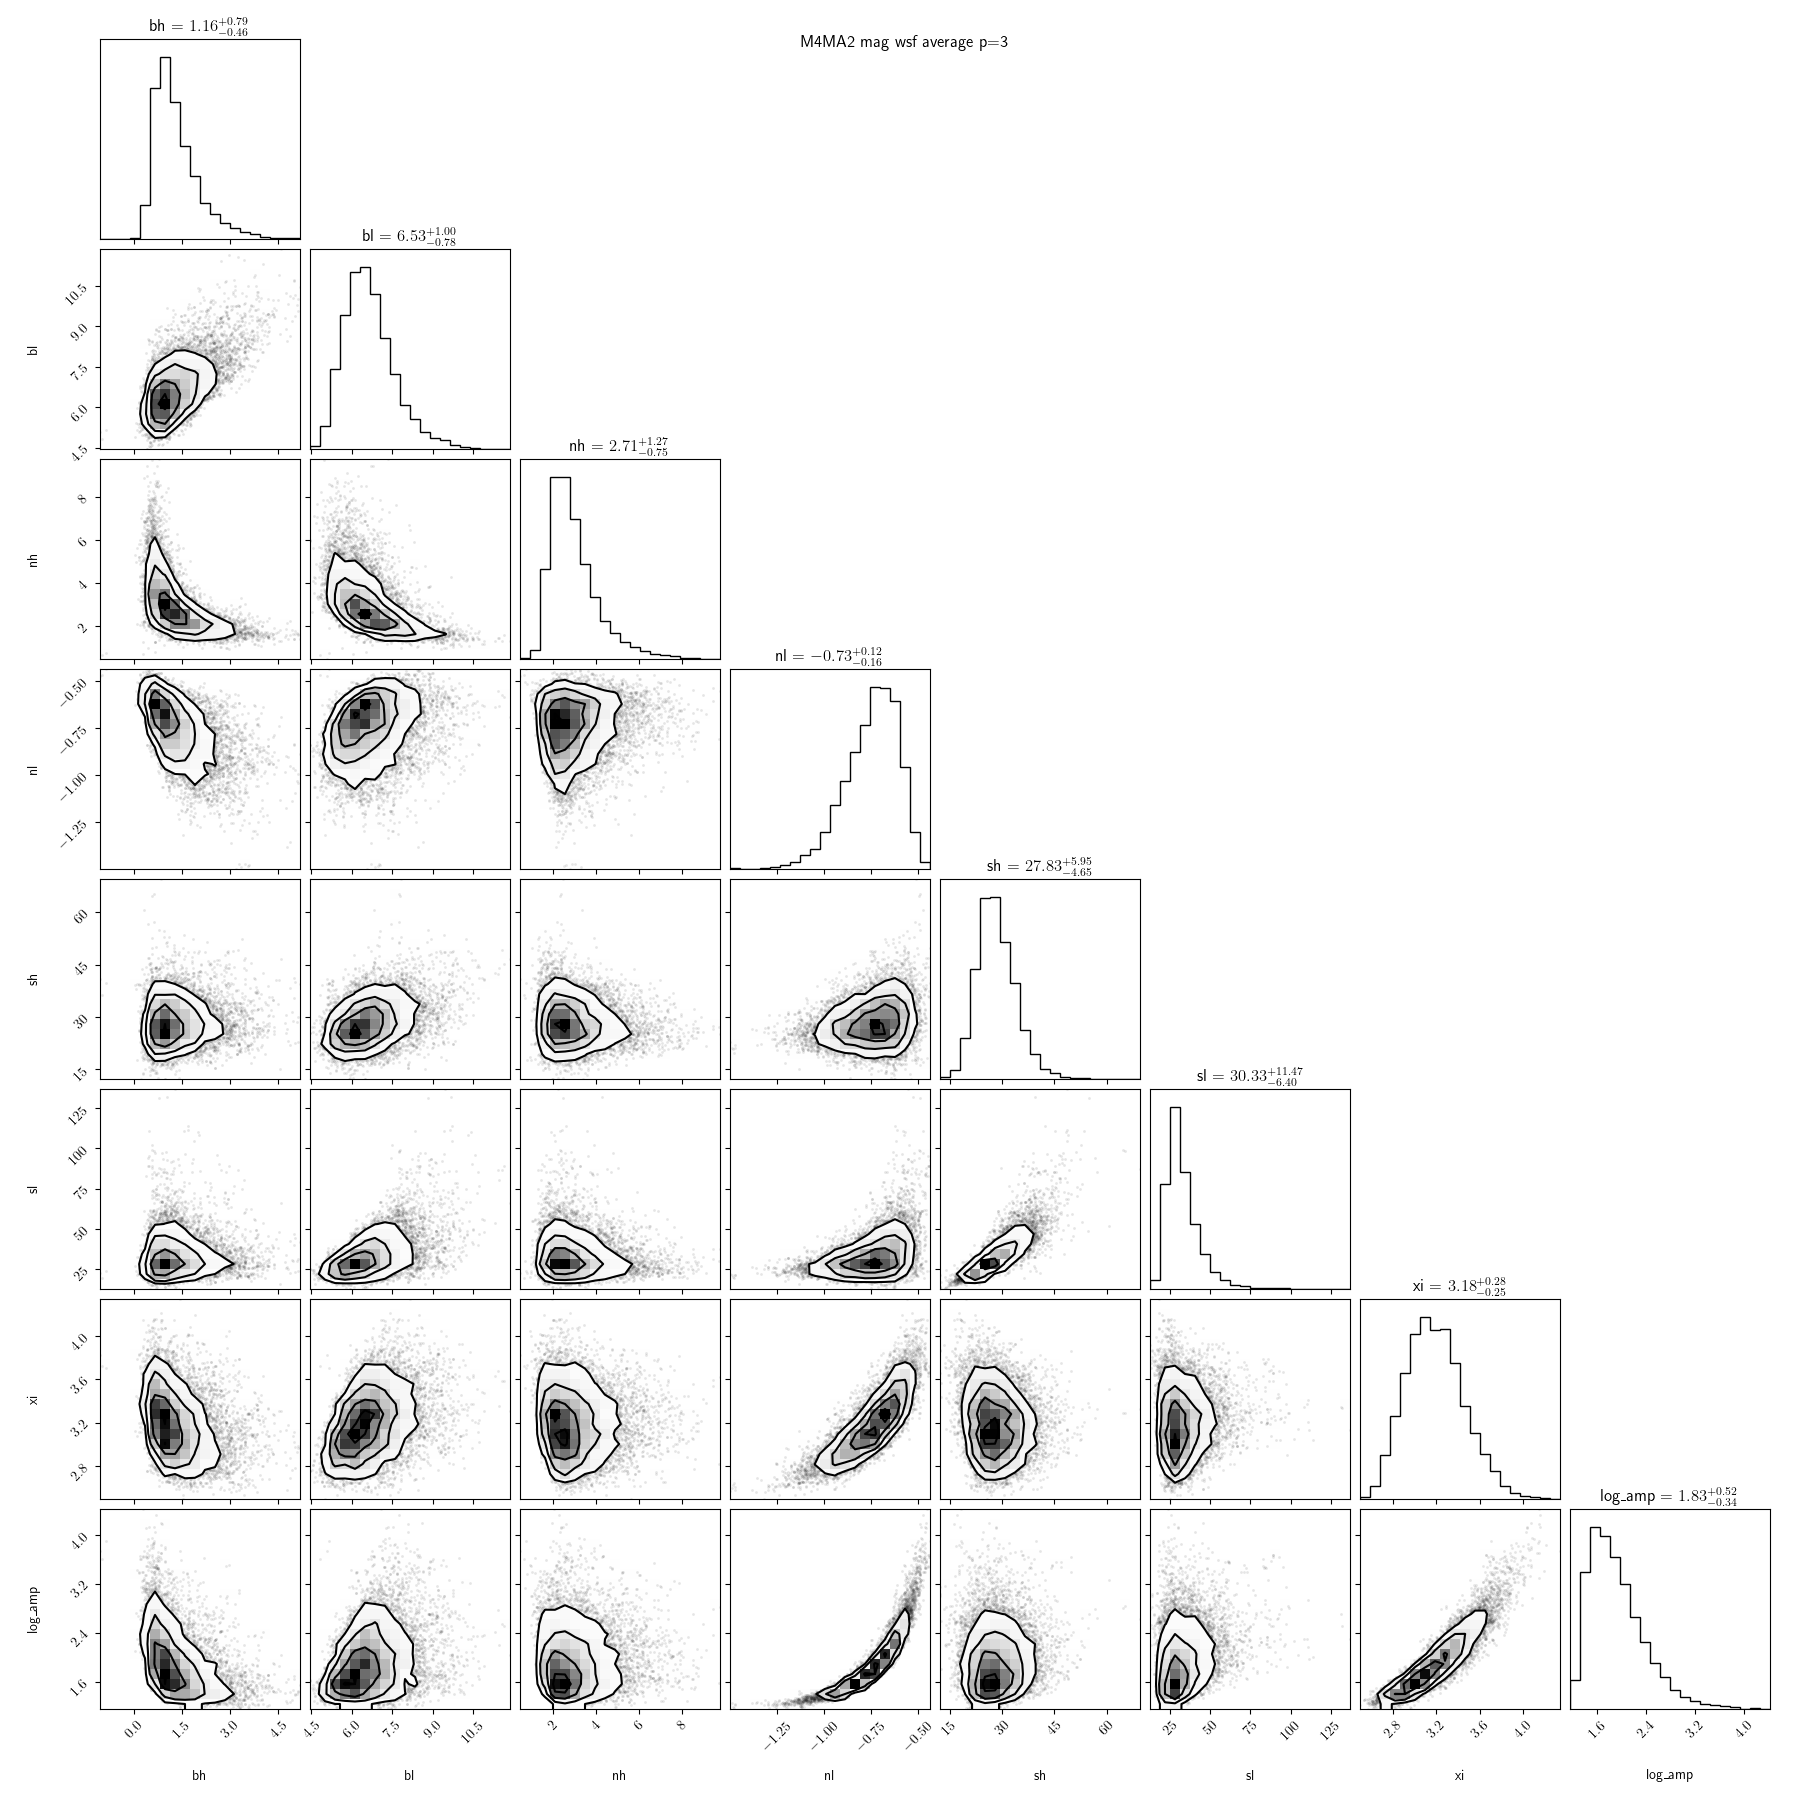 M4MA2 mag wsf average p=3
bh = 1.16+0.79−0.46
bl = 6.53+1.00−0.78
10.5
9.0
7.5
6.0
4.5
bl
nh = 2.71+1.27−0.75
8
6
4
2
nh
nl = −0.73+0.12−0.16
−0.50
−0.75
−1.00
−1.25
nl
sh = 27.83+5.95−4.65
60
45
30
15
sh
sl = 30.33+11.47−6.40
125
100
75
50
25
sl
xi = 3.18+0.28−0.25
4.0
3.6
3.2
2.8
xi
log_amp = 1.83+0.52−0.34
4.0
3.2
2.4
1.6
log_amp
0.0 1.5 3.0 4.5 4.5 6.0 7.5 9.0 10.5 2 4 6 8 −1.25 −1.00 −0.75 −0.50 15 30 45 60 25 50 75 100 125 2.8 3.2 3.6 4.0 1.6 2.4 3.2 4.0
bh bl nh nl sh sl xi log_amp